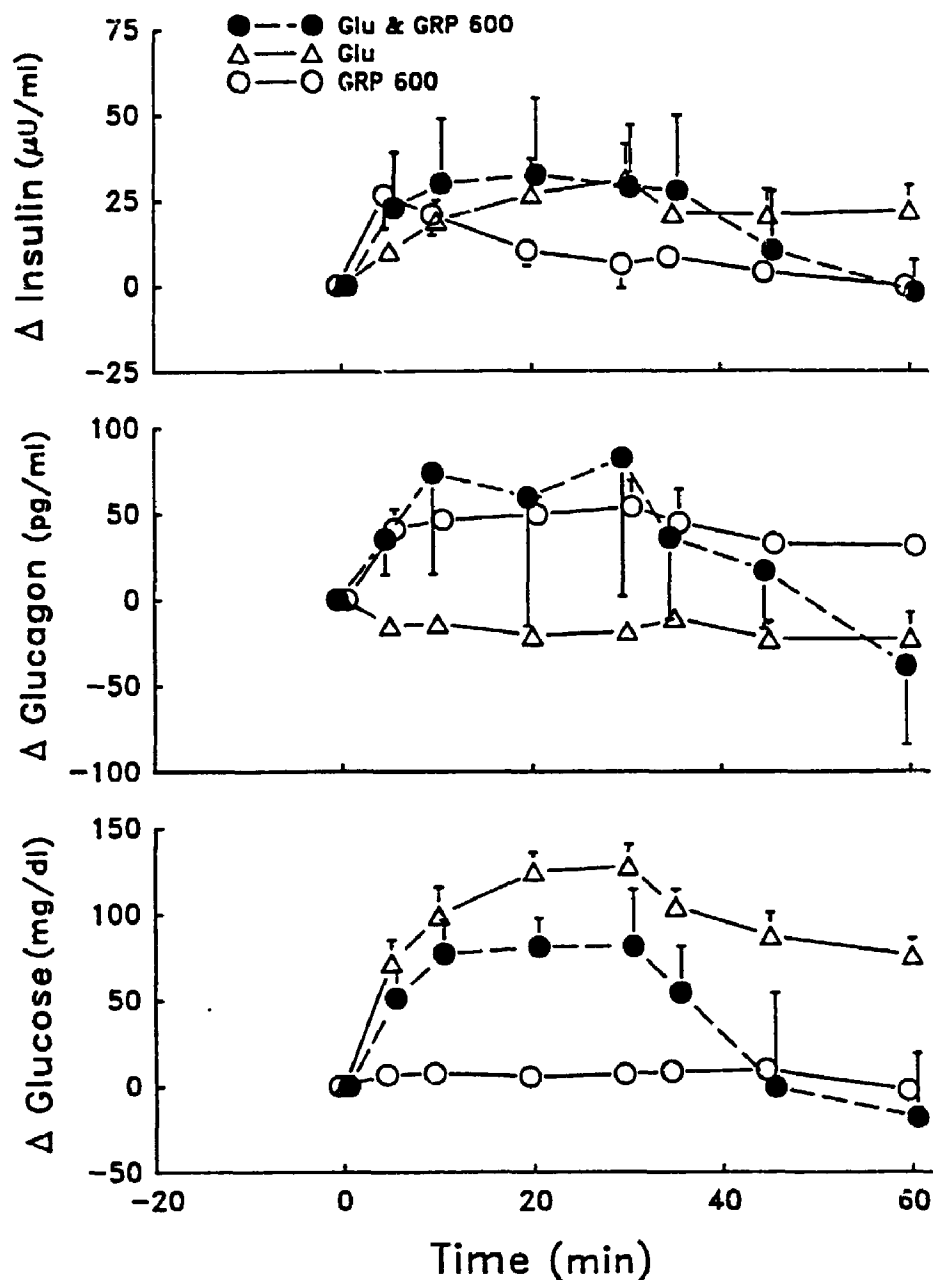 Glu & GRP 600
Glu
GRP 600
75
50
25
0
−25
Δ Insulin (μU/ml)
100
50
0
−50
−100
Δ Glucagon (pg/ml)
150
100
50
0
−50
Δ Glucose (mg/dl)
−20 0 20 40 60
Time (min)